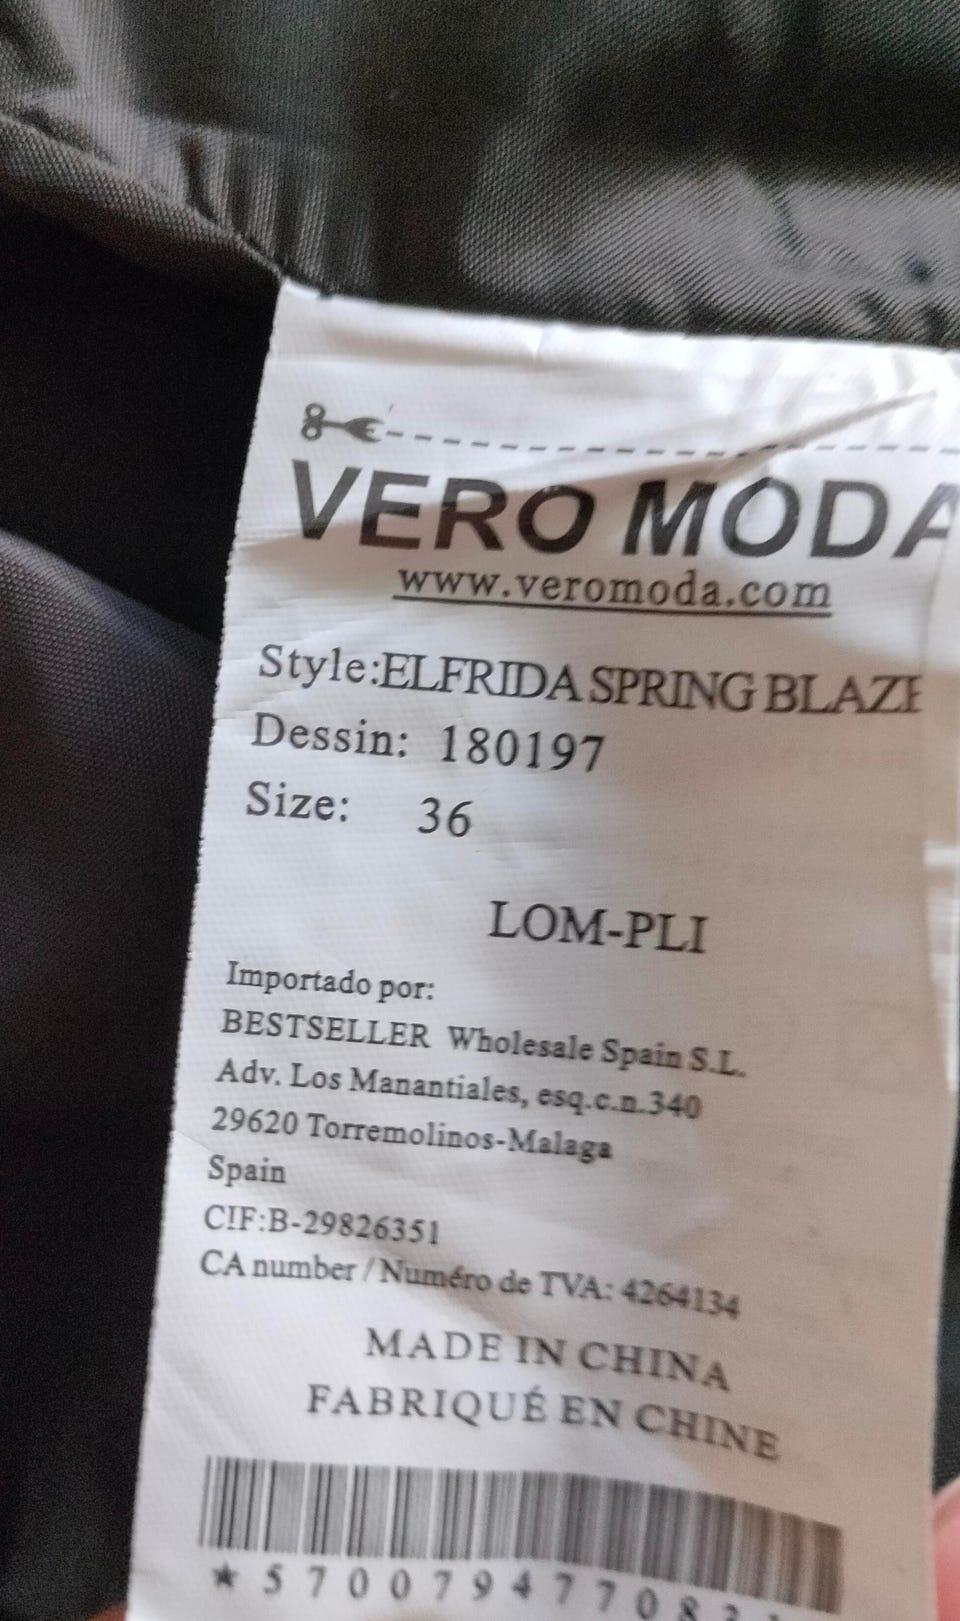 VERO MODA
www.veromoda.com
Style:ELFRIDA SPRING BLAZE
Dessin: 180197
Size: 36
LOM-PLI
Importado por:
BESTSELLER Wholesale Spain S.L.
Adv. Los Manantiales, esq.c.n.340
29620 Torremolinos-Malaga
Spain
CIF:B-29826351
CA number / Numéro de TVA: 4264134
MADE IN CHINA
FABRIQUÉ EN CHINE